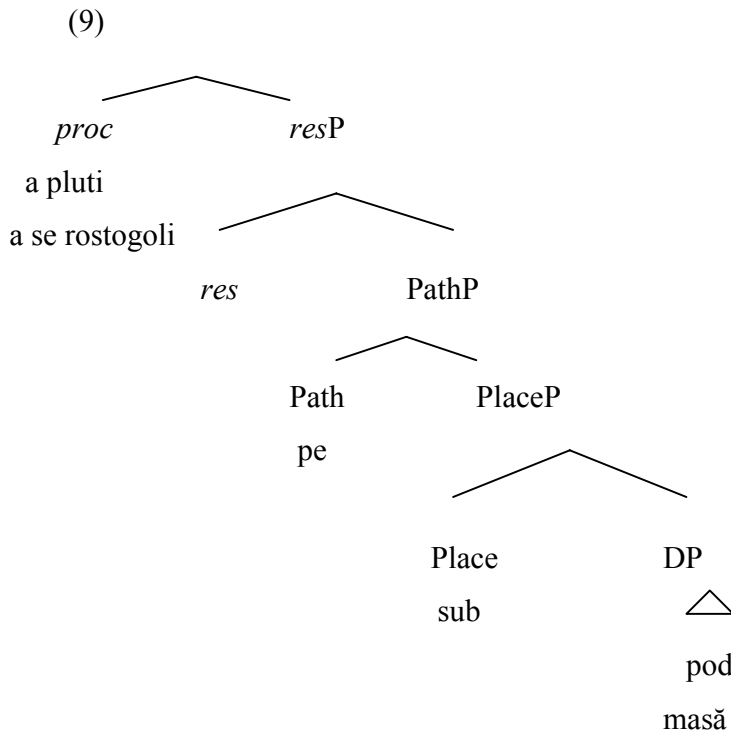 (9)
proc resP
a pluti
a se rostogoli
res PathP
Path PlaceP
pe
Place DP
sub
pod
masă